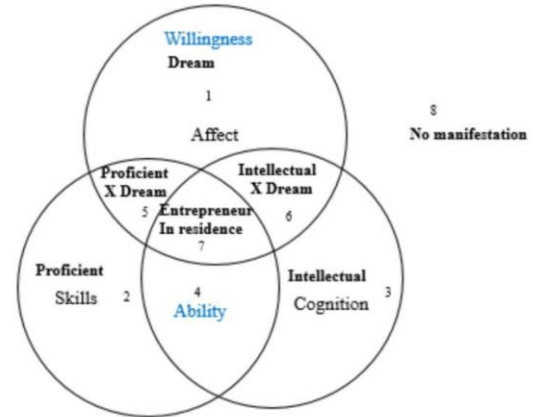 Willingness
Dream
1
Affect
8
No manifestation
Proficient
X Dream
5
Intellectual
X Dream
6
Entrepreneur
In residence
7
Proficient
Skills 2
4
Ability
Intellectual
Cognition 3